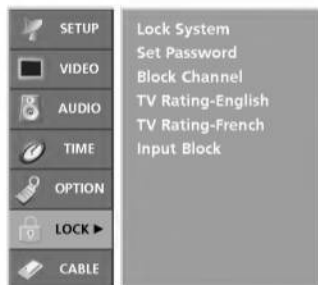 SETUP
VIDEO
AUDIO
TIME
OPTION
LOCK ►
CABLE
Lock System
Set Password
Block Channel
TV Rating-English
TV Rating-French
Input Block